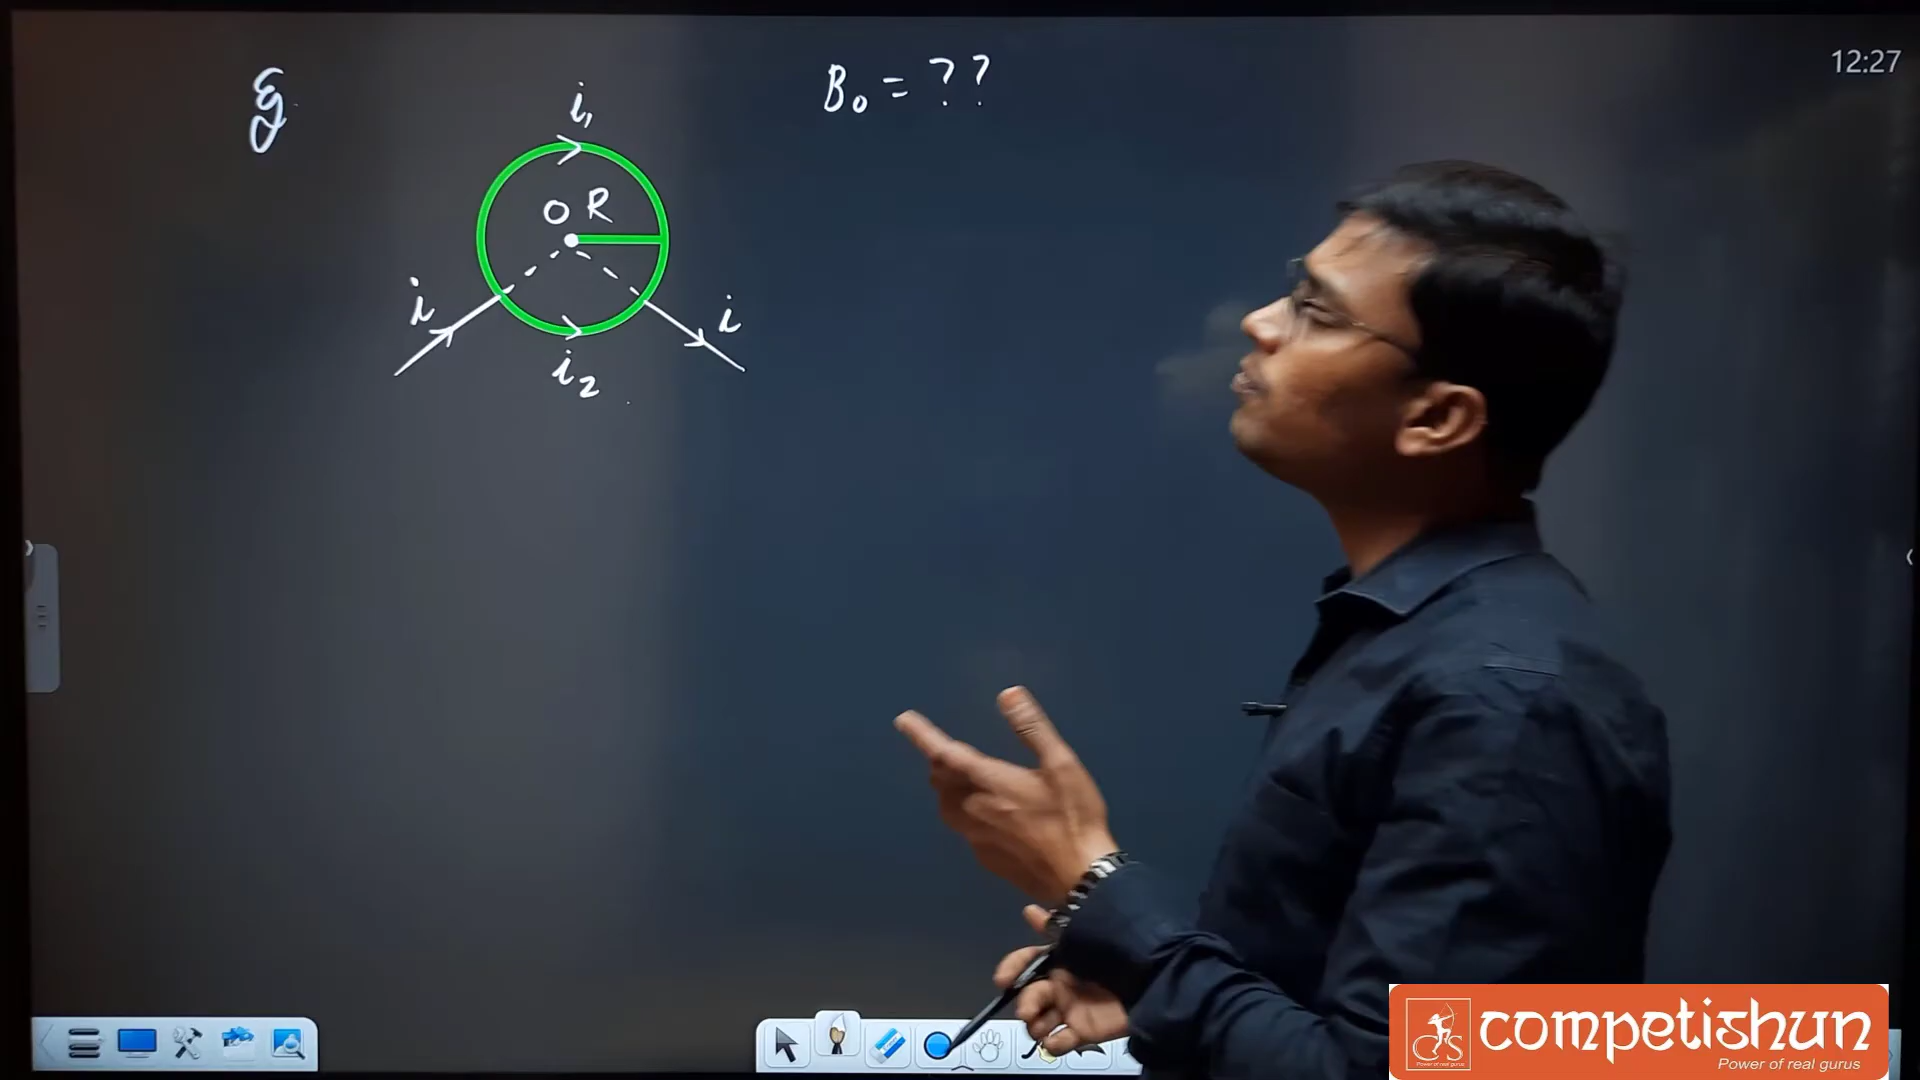 Eg.
B₀ = ??
12:27
i₁
O R
i
i
i₂
competishun
Power of real gurus